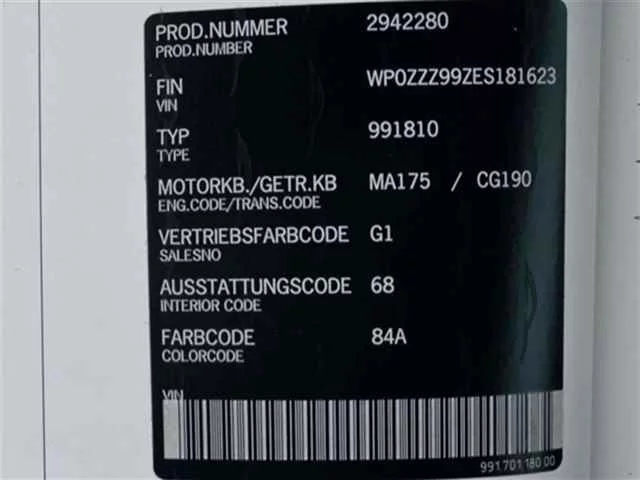 PROD.NUMMER 2942280
PROD.NUMBER
FIN WP0ZZZ99ZES181623
VIN
TYP 991810
TYPE
MOTORKB./GETR.KB MA175 / CG190
ENG.CODE/TRANS.CODE
VERTRIEBSFARBCODE G1
SALESNO
AUSSTATTUNGSCODE 68
INTERIOR CODE
FARBCODE 84A
COLORCODE
VIN
991 701 180 00